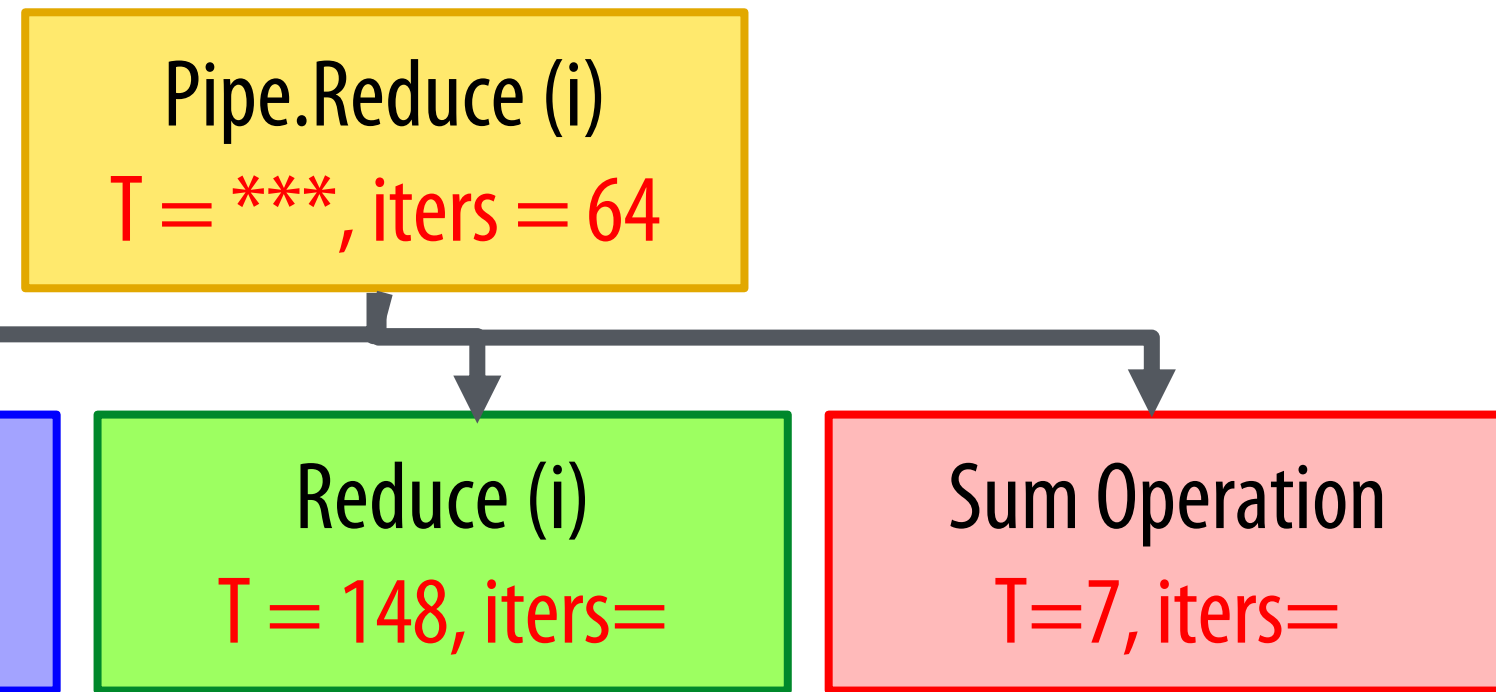 Pipe.Reduce (i)
T = ***, iters = 64
Reduce (i)
T = 148, iters=
Sum Operation
T=7, iters=